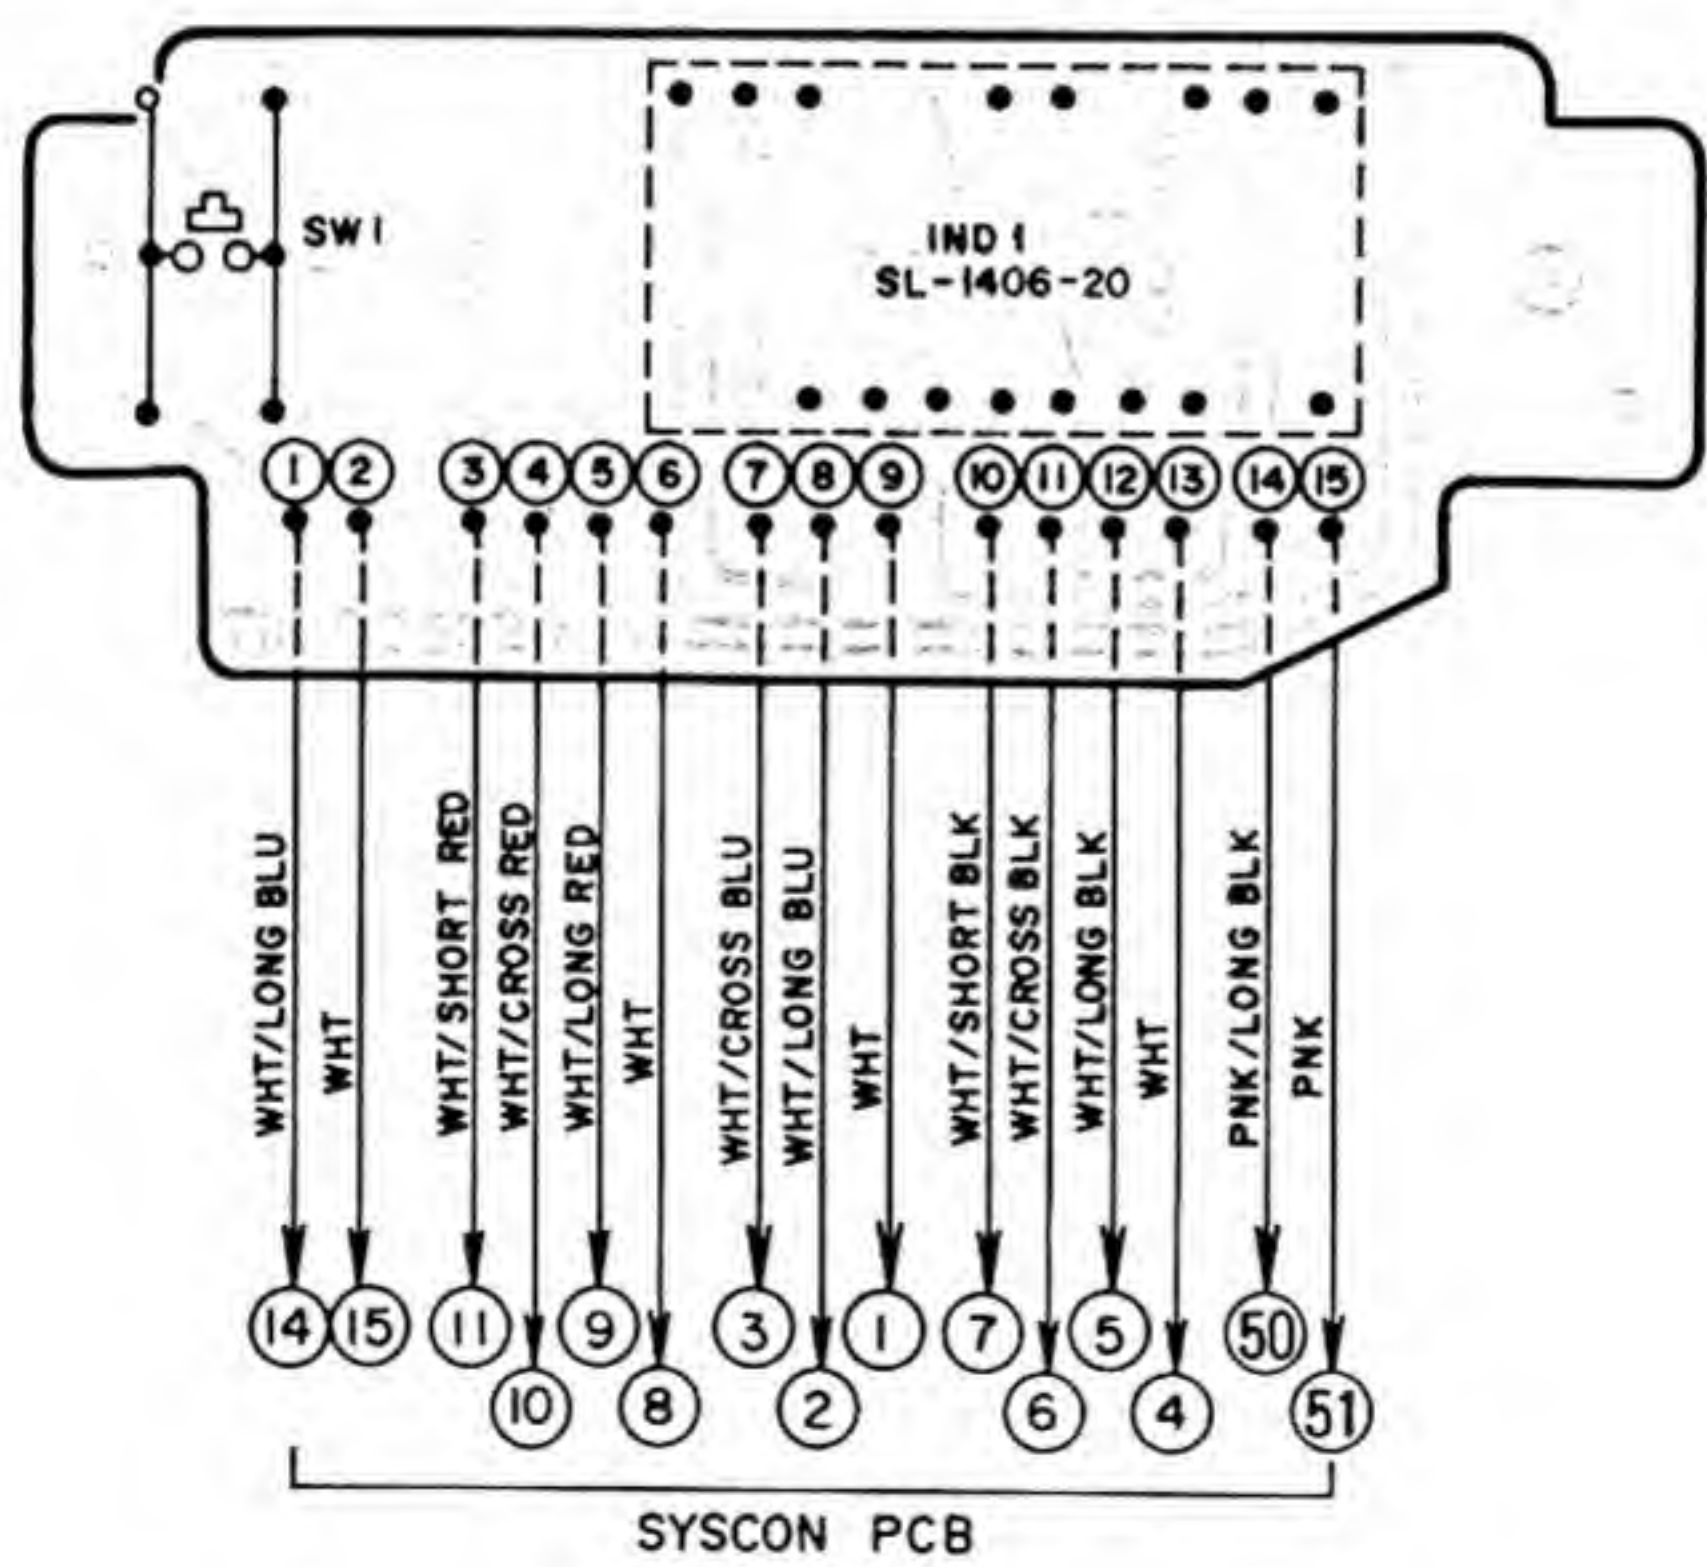 SW1
IND 1
SL-1406-20
1 2 3 4 5 6 7 8 9 10 11 12 13 14 15
WHT/LONG BLU
WHT
WHT/SHORT RED
WHT/CROSS RED
WHT/LONG RED
WHT
WHT/CROSS BLU
WHT/LONG BLU
WHT
WHT/SHORT BLK
WHT/CROSS BLK
WHT/LONG BLK
WHT
PNK/LONG BLK
PNK
14 15 11 9 3 1 7 5 50
10 8 2 6 4 51
SYSCON PCB